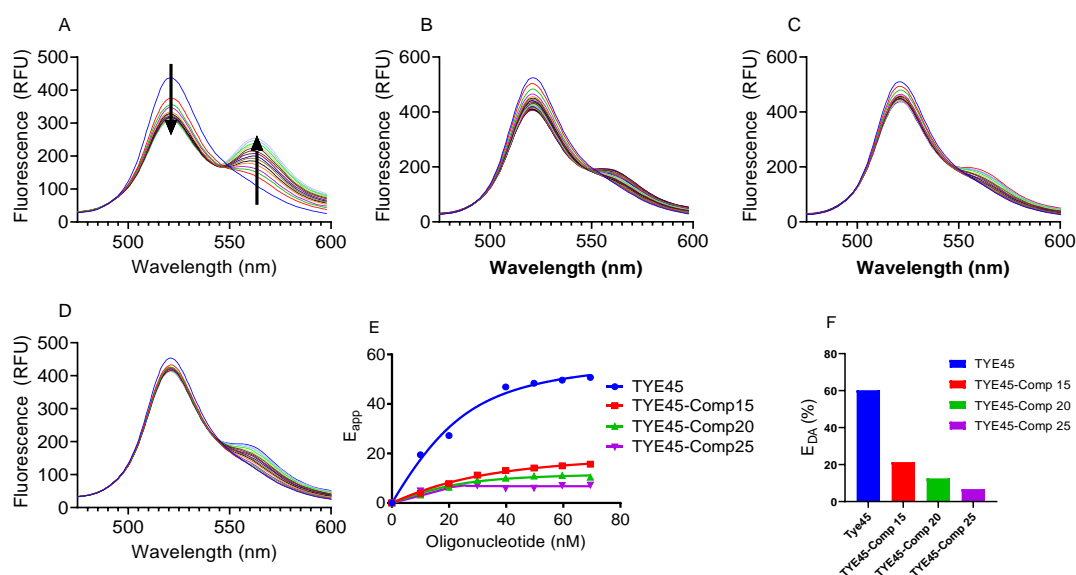 A
Fluorescence (RFU)
500
400
300
200
100
0
500
550
600
Wavelength (nm)
B
Fluorescence (RFU)
600
400
200
0
500
550
600
Wavelength (nm)
C
Fluorescence (RFU)
600
400
200
0
500
550
600
Wavelength (nm)
D
Fluorescence (RFU)
500
400
300
200
100
0
500
550
600
Wavelength (nm)
E
Eapp
60
40
20
0
0
20
40
60
80
Oligonucleotide (nM)
TYE45
TYE45-Comp15
TYE45-Comp20
TYE45-Comp25
F
EDA (%)
80
60
40
20
0
Tye45
TYE45-Comp 15
TYE45-Comp 20
TYE45-Comp 25
TYE45
TYE45-Comp 15
TYE45-Comp 20
TYE45-Comp 25